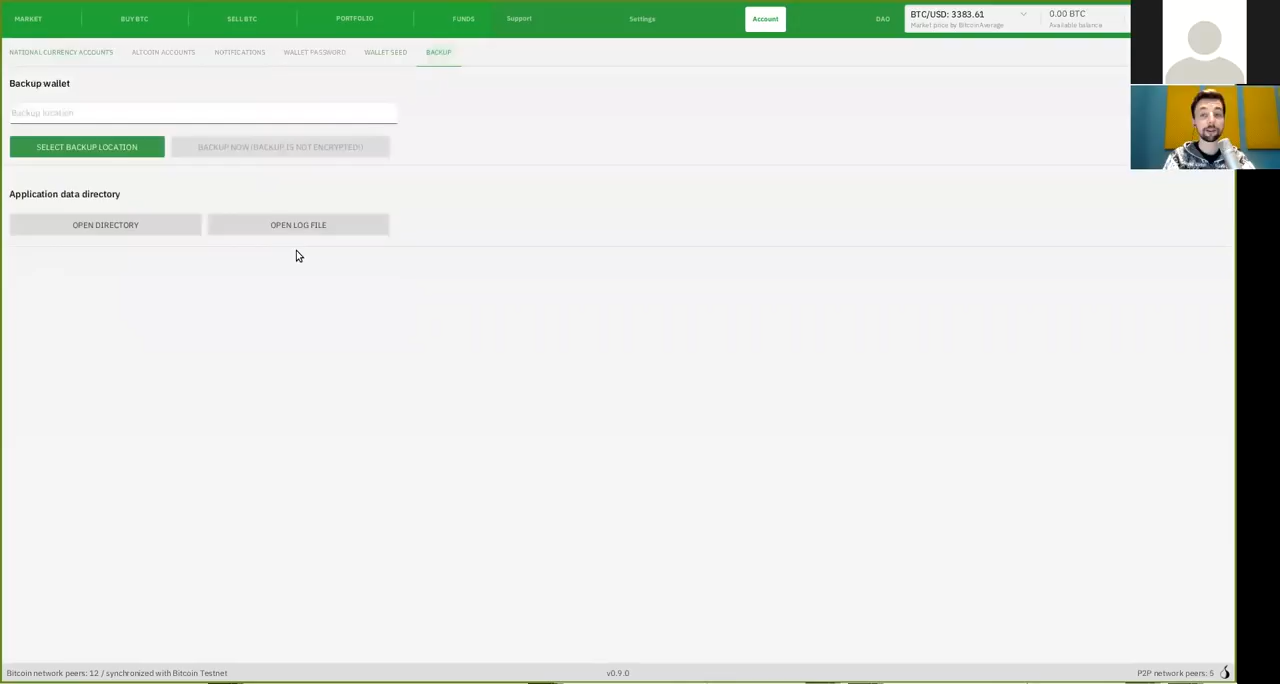 MARKET BUY BTC SELL BTC PORTFOLIO FUNDS Support Settings Account DAO BTC/USD: 3383.61 0.00 BTC
Market price by BitcoinAverage Available balance
NATIONAL CURRENCY ACCOUNTS ALTCOIN ACCOUNTS NOTIFICATIONS WALLET PASSWORD WALLET SEED BACKUP
Backup wallet
Backup location
SELECT BACKUP LOCATION BACKUP NOW (BACKUP IS NOT ENCRYPTED!)
Application data directory
OPEN DIRECTORY OPEN LOG FILE
Bitcoin network peers: 12 / synchronized with Bitcoin Testnet v0.9.0 P2P network peers: 5